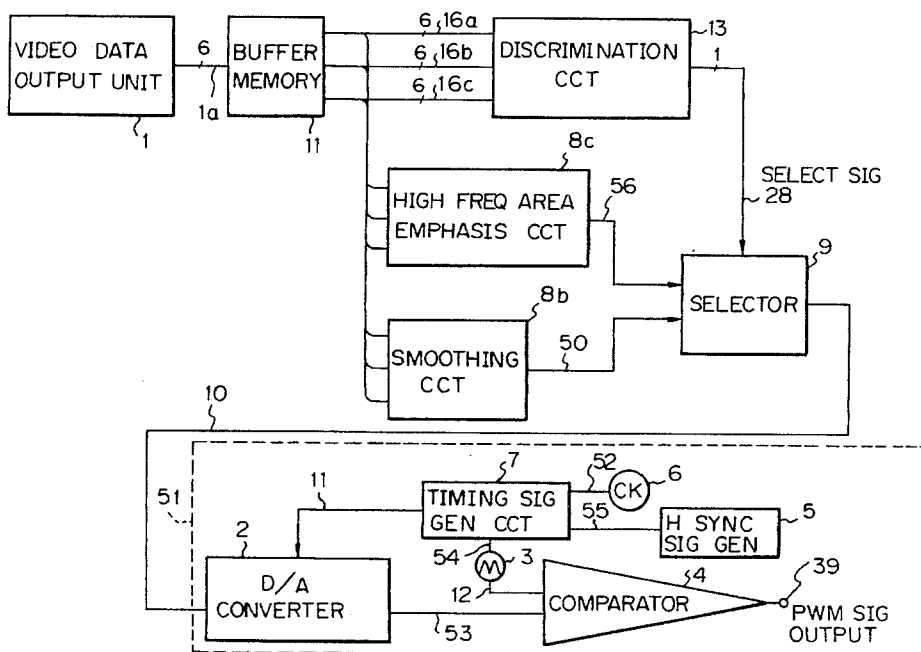 VIDEO DATA
OUTPUT UNIT
1
6
1a
BUFFER
MEMORY
11
6 16a
6 16b
6 16c
DISCRIMINATION
CCT
13
1
SELECT SIG
28
8c
HIGH FREQ AREA
EMPHASIS CCT
56
9
SELECTOR
8b
SMOOTHING
CCT
50
10
51
7
TIMING SIG
GEN CCT
11
52
CK
6
55
H SYNC
SIG GEN
5
2
D/A
CONVERTER
54
3
12
53
COMPARATOR
4
39
PWM SIG
OUTPUT